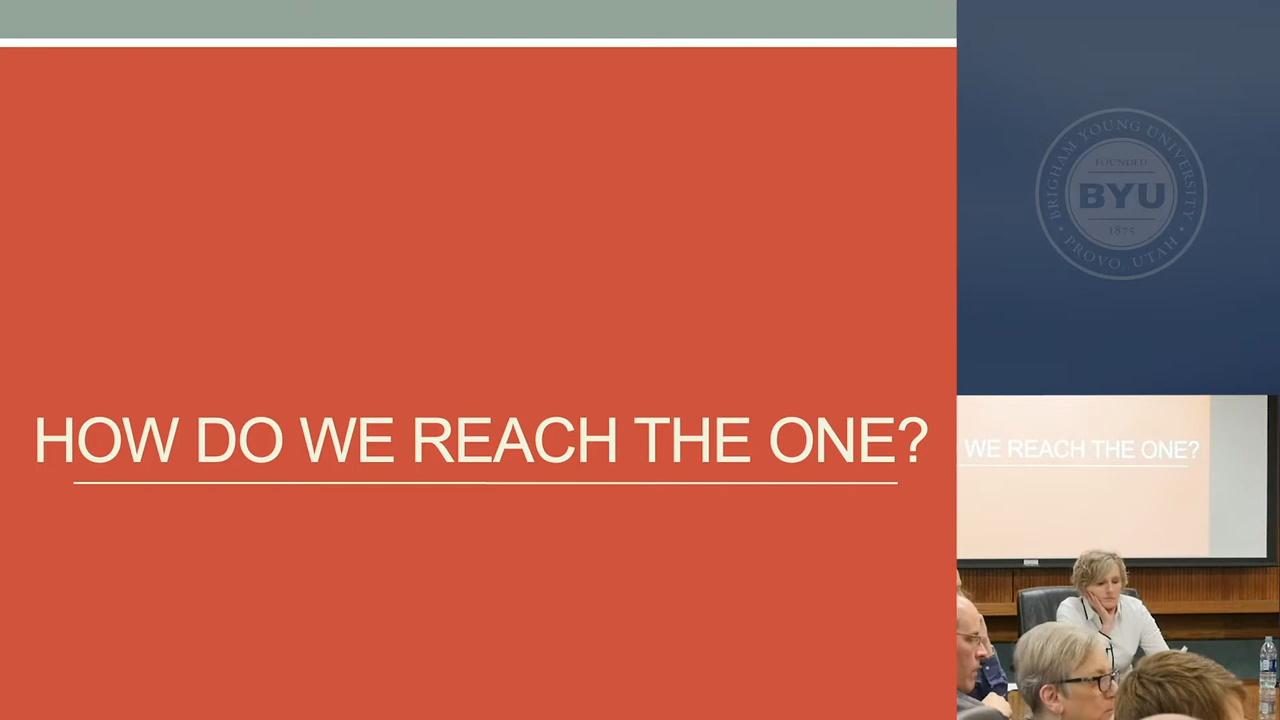 HOW DO WE REACH THE ONE?
BRIGHAM YOUNG UNIVERSITY
FOUNDED
BYU
1875
PROVO, UTAH
WE REACH THE ONE?